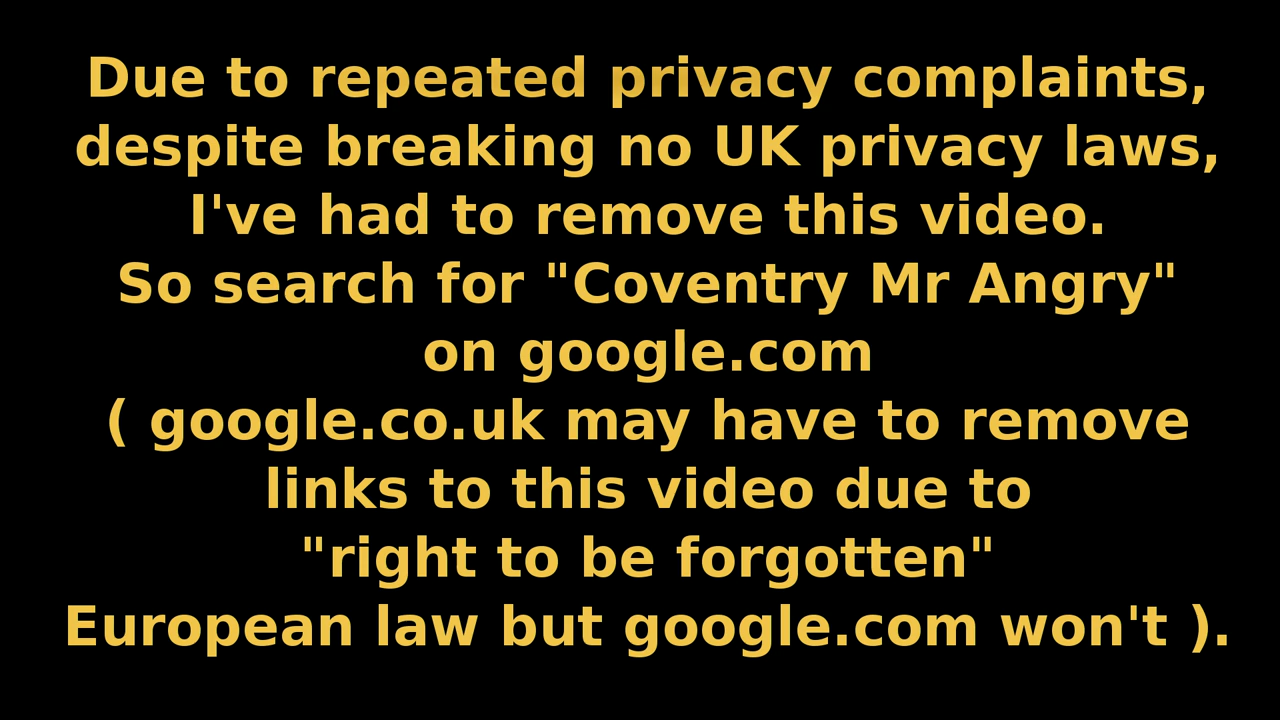 Due to repeated privacy complaints,
despite breaking no UK privacy laws,
I've had to remove this video.
So search for "Coventry Mr Angry"
on google.com
( google.co.uk may have to remove
links to this video due to
"right to be forgotten"
European law but google.com won't ).